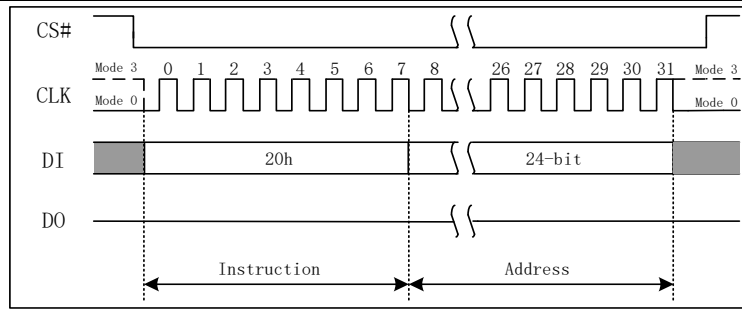 CS#
Mode 3 0 1 2 3 4 5 6 7 8 26 27 28 29 30 31 Mode 3
CLK
Mode 0 Mode 0
DI 20h 24-bit
DO
Instruction Address